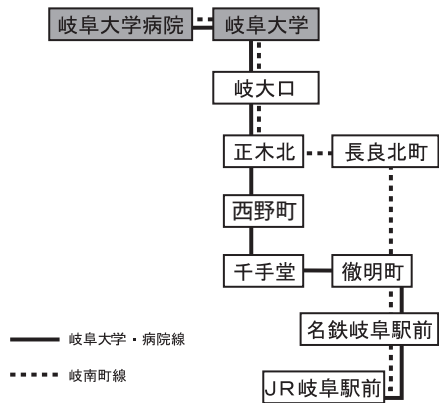 岐阜大学病院
岐阜大学
岐大口
正木北
長良北町
西野町
千手堂
徹明町
名鉄岐阜駅前
JR岐阜駅前
岐阜大学・病院線
岐南町線